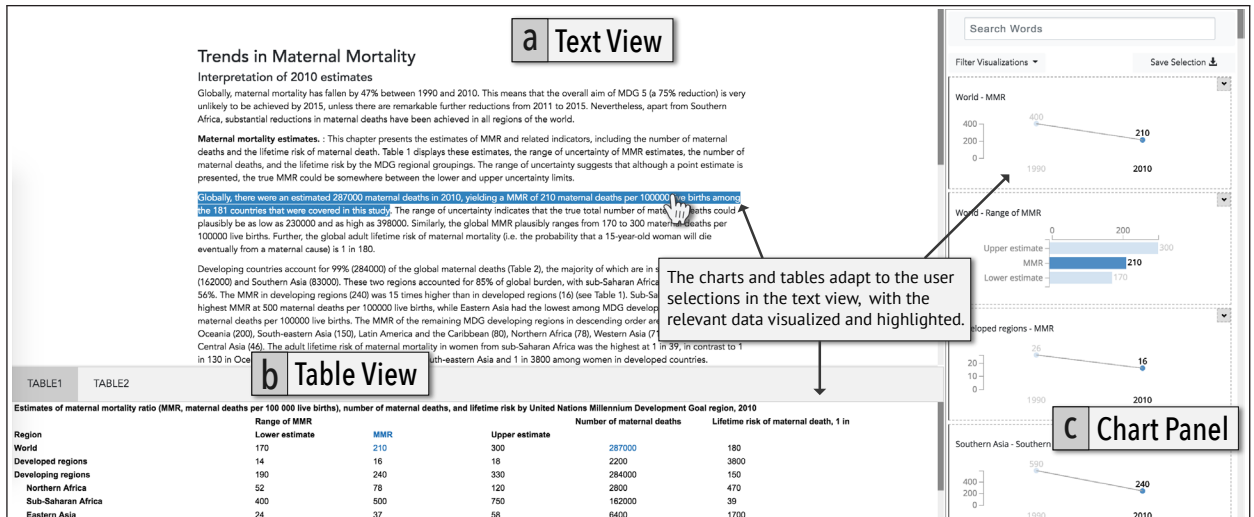 a Text View
Trends in Maternal Mortality
Interpretation of 2010 estimates
Globally, maternal mortality has fallen by 47% between 1990 and 2010. This means that the overall aim of MDG 5 (a 75% reduction) is very
unlikely to be achieved by 2015, unless there are remarkable further reductions from 2011 to 2015. Nevertheless, apart from Southern
Africa, substantial reductions in maternal deaths have been achieved in all regions of the world.
Maternal mortality estimates. : This chapter presents the estimates of MMR and related indicators, including the number of maternal
deaths and the lifetime risk of maternal death. Table 1 displays these estimates, the range of uncertainty of MMR estimates, the number of
maternal deaths, and the lifetime risk by the MDG regional groupings. The range of uncertainty suggests that although a point estimate is
presented, the true MMR could be somewhere between the lower and upper uncertainty limits.
Globally, there were an estimated 287000 maternal deaths in 2010, yielding a MMR of 210 maternal deaths per 100000 live births among
the 181 countries that were covered in this study. The range of uncertainty indicates that the true total number of maternal deaths could
plausibly be as low as 230000 and as high as 398000. Similarly, the global MMR plausibly ranges from 170 to 300 maternal deaths per
100000 live births. Further, the global adult lifetime risk of maternal mortality (i.e. the probability that a 15-year-old woman will die
eventually from a maternal cause) is 1 in 180.
Developing countries account for 99% (284000) of the global maternal deaths (Table 2), the majority of which are in s
(162000) and Southern Asia (83000). These two regions accounted for 85% of global burden, with sub-Saharan Africa
56%. The MMR in developing regions (240) was 15 times higher than in developed regions (16) (see Table 1). Sub-Sa
highest MMR at 500 maternal deaths per 100000 live births, while Eastern Asia had the lowest among MDG develop
maternal deaths per 100000 live births. The MMR of the remaining MDG developing regions in descending order are
Oceania (200), South-eastern Asia (150), Latin America and the Caribbean (80), Northern Africa (78), Western Asia (71
Central Asia (46). The adult lifetime risk of maternal mortality in women from sub-Saharan Africa was the highest at 1 in 39, in contrast to 1
in 130 in Oce uth-eastern Asia and 1 in 3800 among women in developed countries.
The charts and tables adapt to the user
selections in the text view, with the
relevant data visualized and highlighted.
b Table View
TABLE1 TABLE2
Estimates of maternal mortality ratio (MMR, maternal deaths per 100 000 live births), number of maternal deaths, and lifetime risk by United Nations Millennium Development Goal region, 2010
Range of MMR Number of maternal deaths Lifetime risk of maternal death, 1 in
Region Lower estimate MMR Upper estimate
World 170 210 300 287000 180
Developed regions 14 16 18 2200 3800
Developing regions 190 240 330 284000 150
Northern Africa 52 78 120 2800 470
Sub-Saharan Africa 400 500 750 162000 39
Eastern Asia 24 37 58 6400 1700
Search Words
Filter Visualizations Save Selection
World - MMR
400
400
210
200
0
1990 2010
World - Range of MMR
0 200
Upper estimate 300
MMR 210
Lower estimate 170
eloped regions - MMR
26
20
16
10
0
1990 2010
c Chart Panel
Southern Asia - Southern
590
400
240
200
0
1990 2010